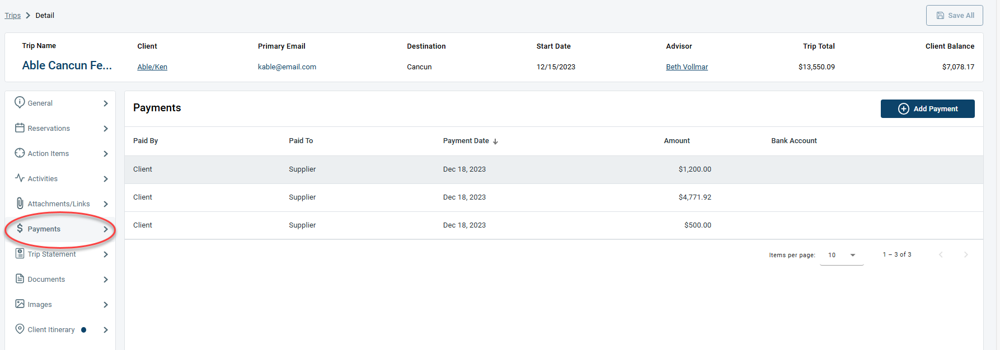 Trips > Detail
Save All
Trip Name Client Primary Email Destination Start Date Advisor Trip Total Client Balance
Able Cancun Fe... Able/Ken kable@email.com Cancun 12/15/2023 Beth Vollmar $13,550.09 $7,078.17
General
Reservations
Action Items
Activities
Attachments/Links
Payments
Trip Statement
Documents
Images
Client Itinerary
Payments
Add Payment
Paid By Paid To Payment Date Amount Bank Account
Client Supplier Dec 18, 2023 $1,200.00
Client Supplier Dec 18, 2023 $4,771.92
Client Supplier Dec 18, 2023 $500.00
Items per page: 10 1 – 3 of 3